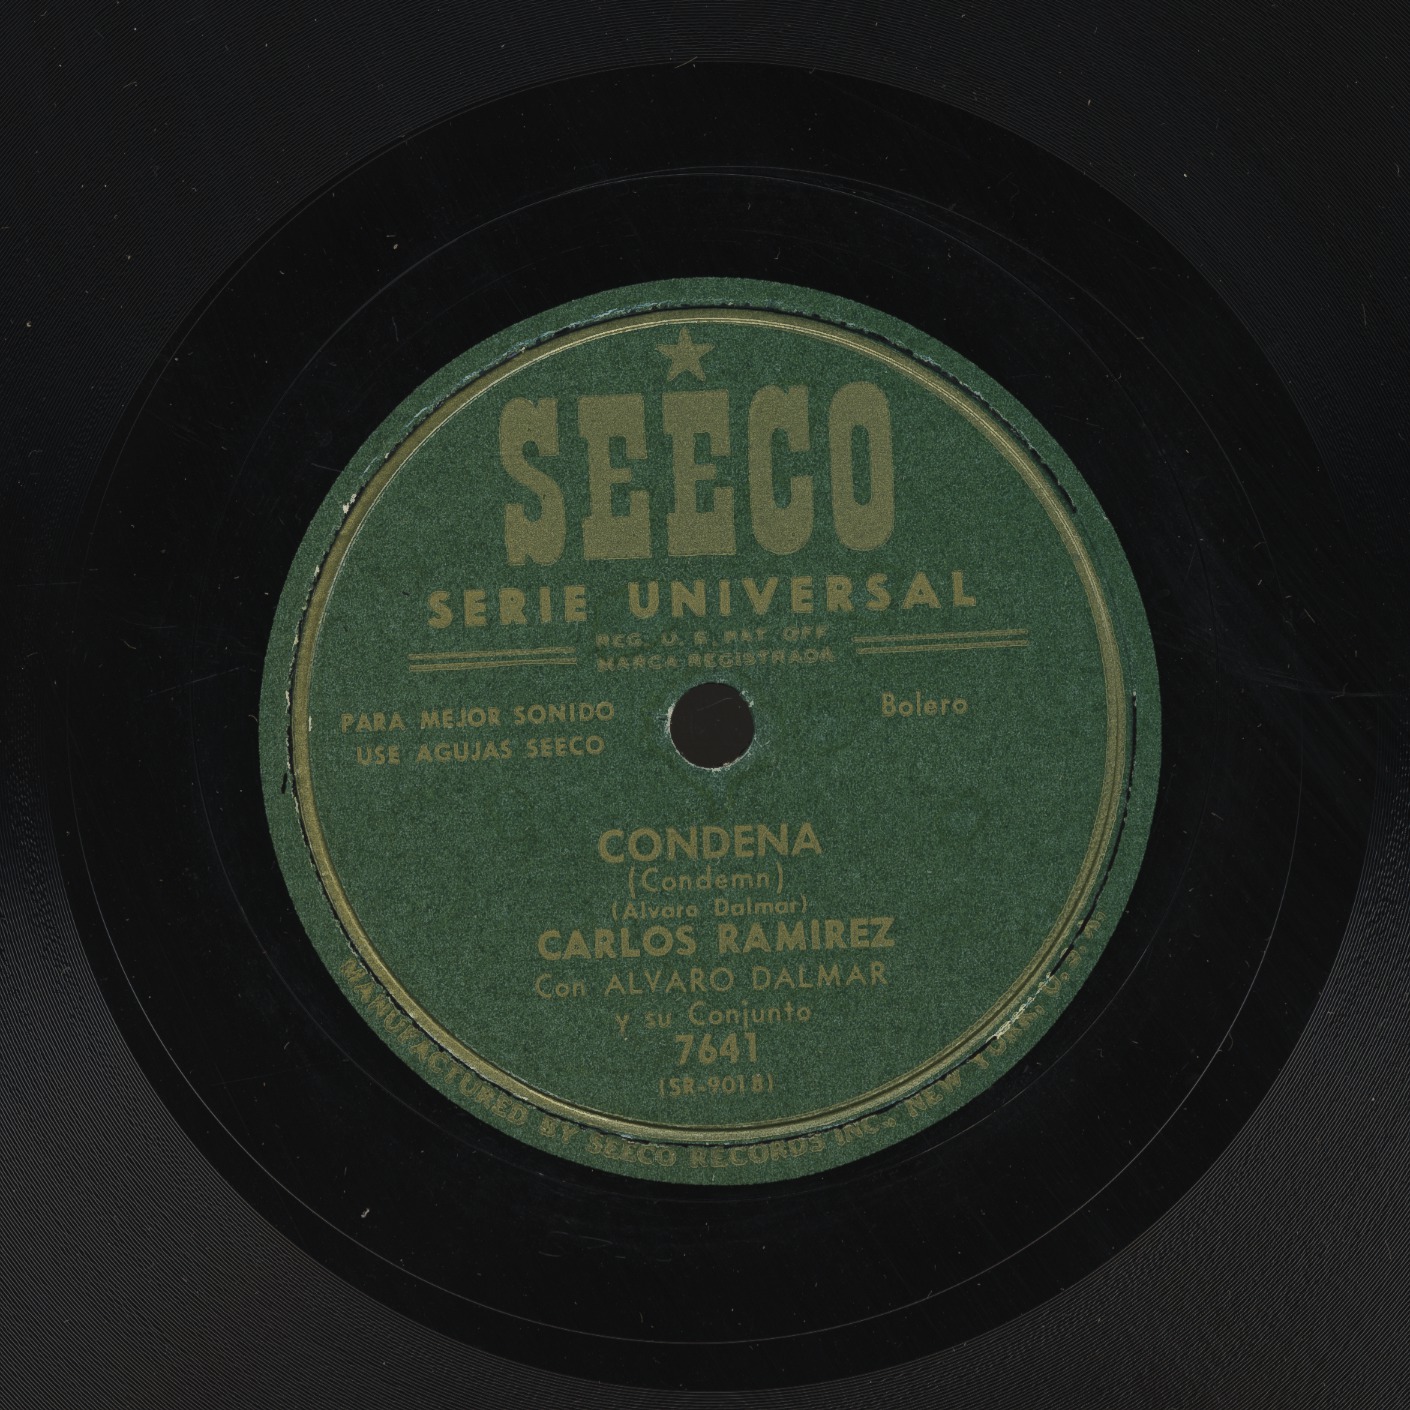 SEECO
SERIE UNIVERSAL
REG. U. S. PAT. OFF.
MARCA REGISTRADA
PARA MEJOR SONIDO
USE AGUJAS SEECO
Bolero
CONDENA
(Condemn)
(Alvaro Dalmar)
CARLOS RAMIREZ
Con ALVARO DALMAR
y su Conjunto
7641
(SR-9018)
MANUFACTURED BY SEECO RECORDS INC., NEW YORK, U. S. A.